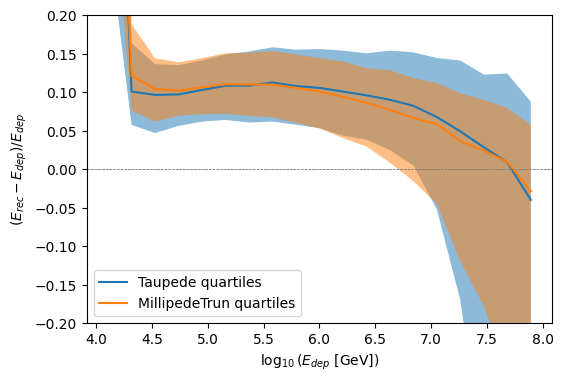 0.20
0.15
0.10
0.05
0.00
−0.05
−0.10
−0.15
−0.20
(E_rec − E_dep)/E_dep
Taupede quartiles
MillipedeTrun quartiles
4.0 4.5 5.0 5.5 6.0 6.5 7.0 7.5 8.0
log₁₀(E_dep [GeV])